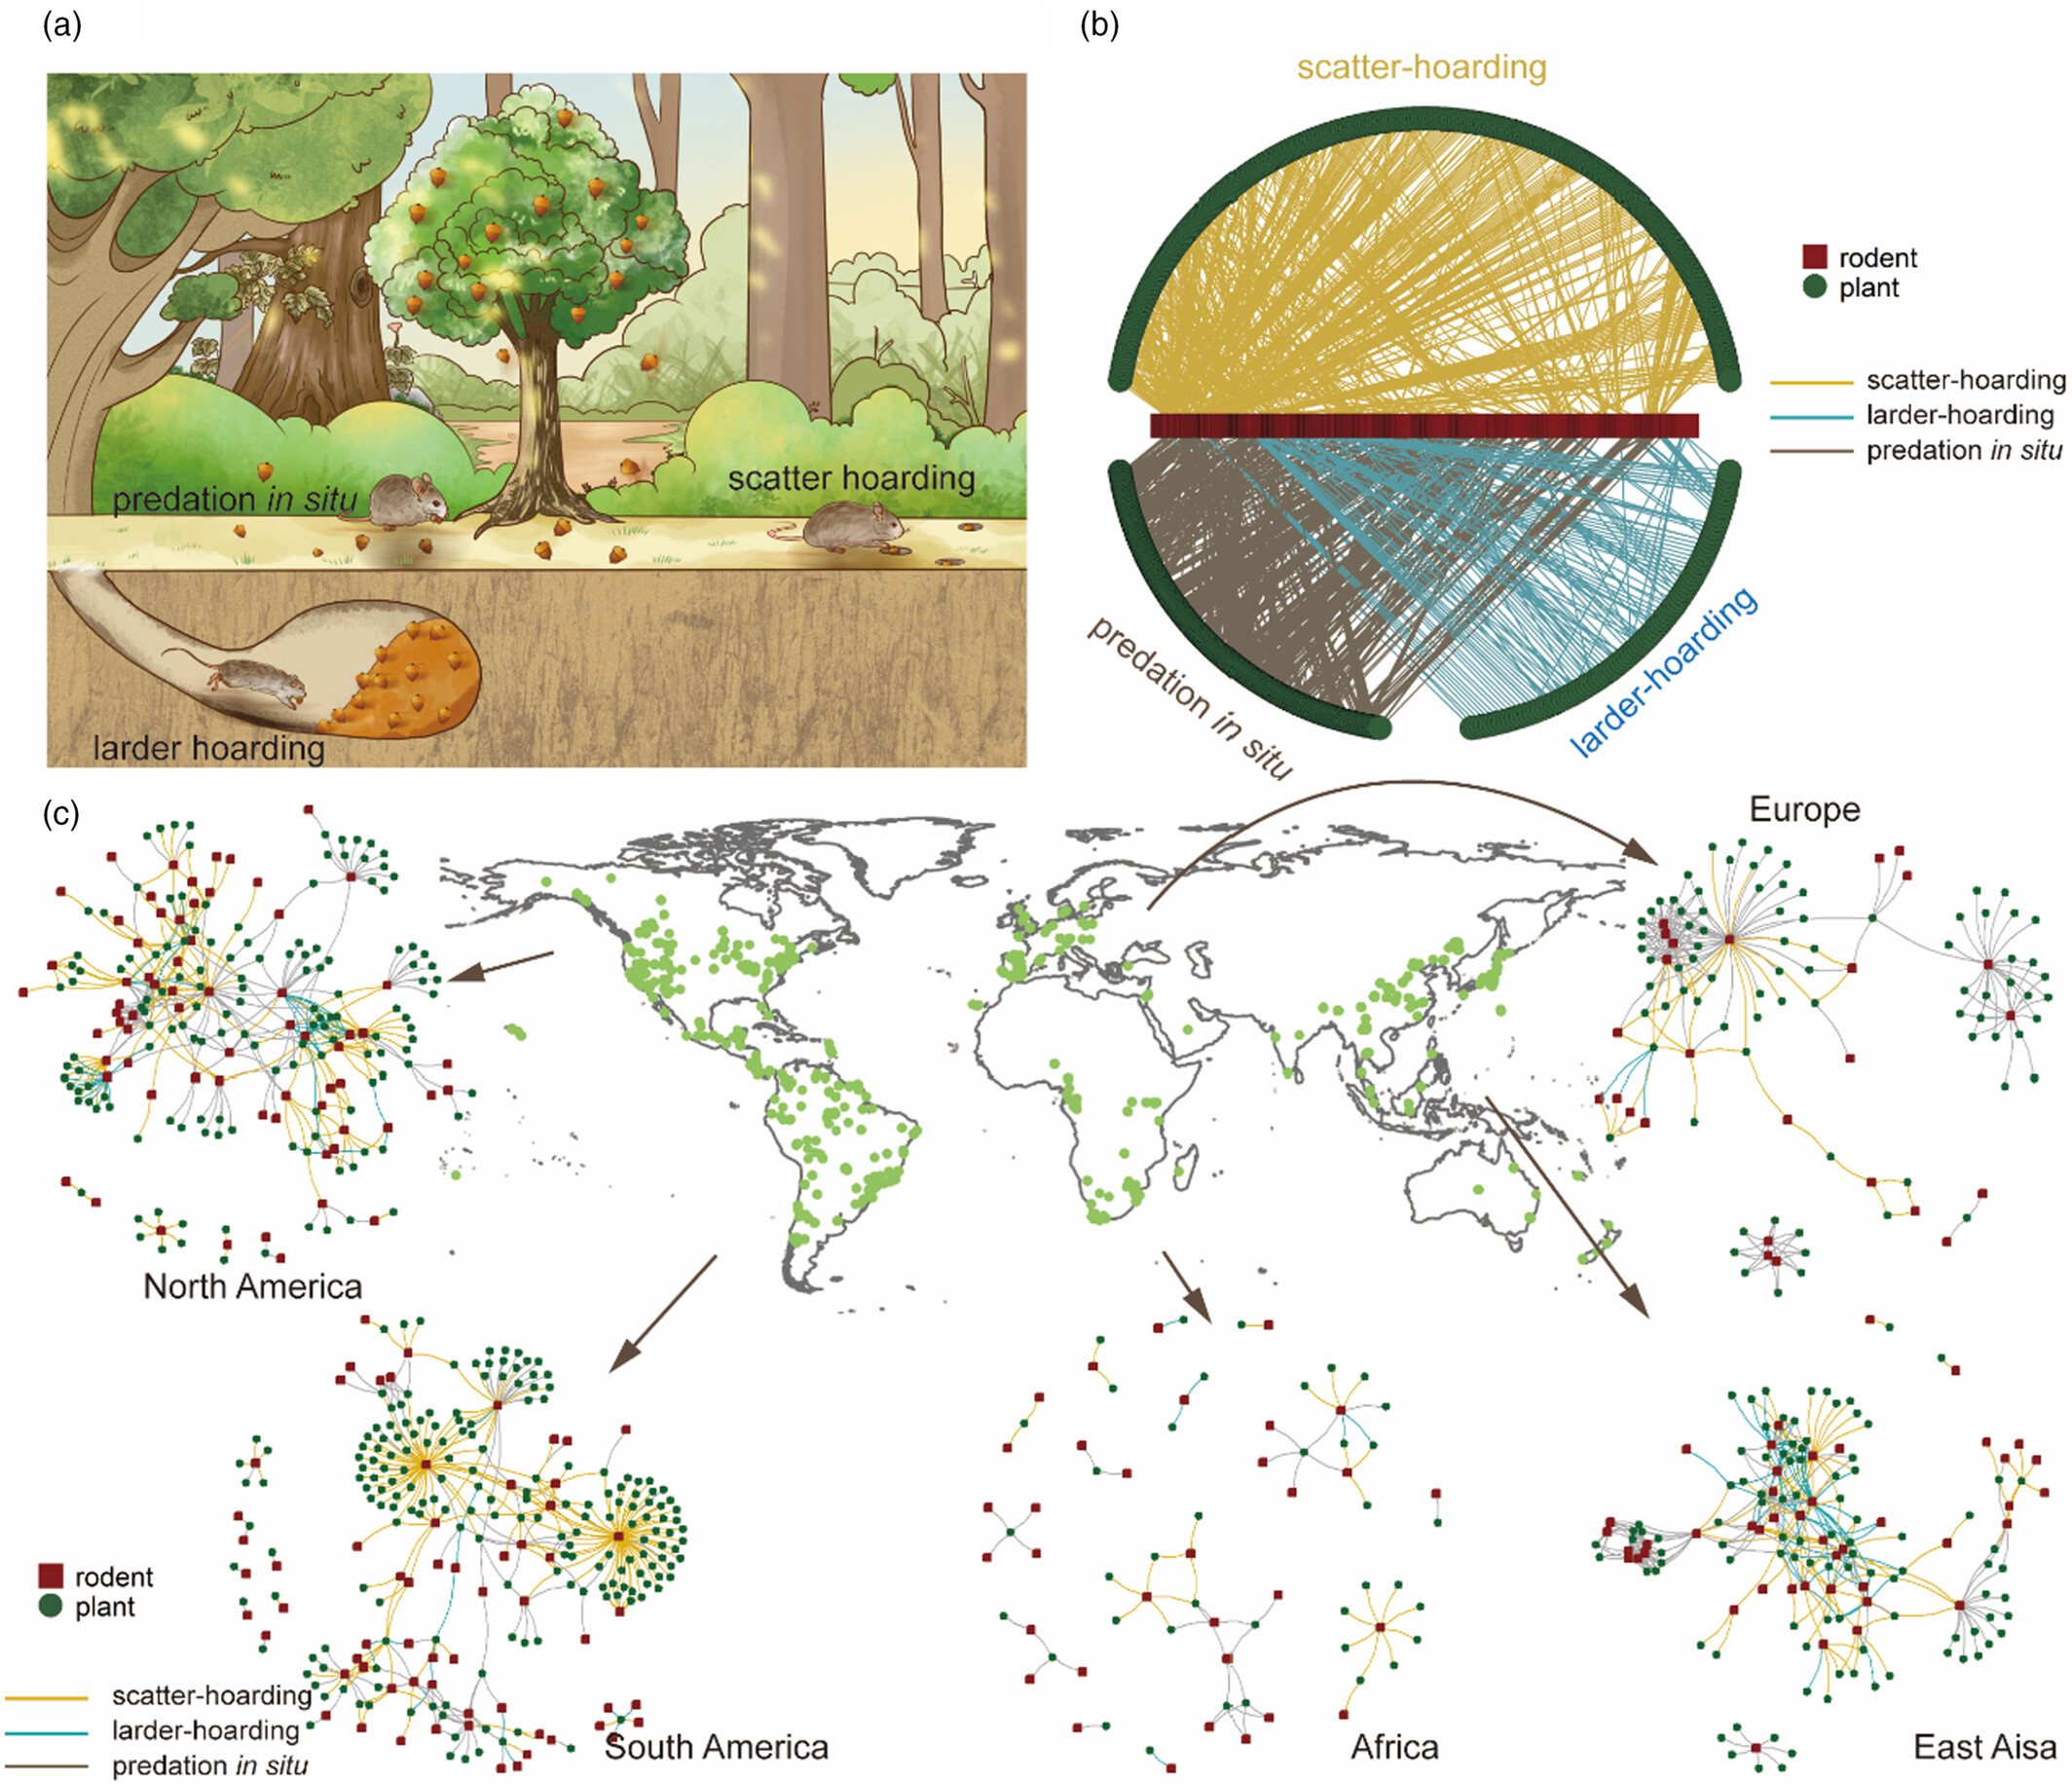 (a)
predation in situ
scatter hoarding
larder hoarding
(b)
scatter-hoarding
predation in situ
larder-hoarding
rodent
plant
scatter-hoarding
larder-hoarding
predation in situ
(c)
North America
Europe
South America
Africa
East Aisa
rodent
plant
scatter-hoarding
larder-hoarding
predation in situ